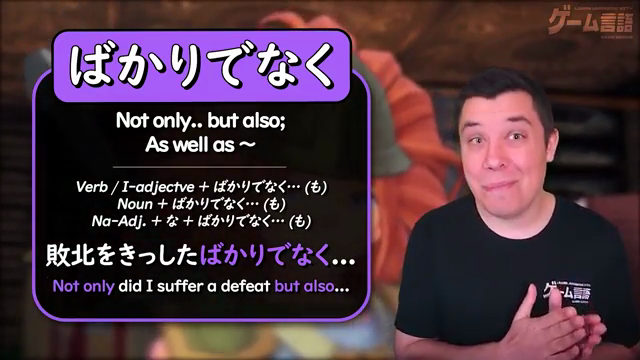 ばかりでなく
Not only.. but also;
As well as ～
Verb / I-adjectve + ばかりでなく… (も)
Noun + ばかりでなく… (も)
Na-Adj. + な + ばかりでなく… (も)
敗北をきっしたばかりでなく…
Not only did I suffer a defeat but also...
ゲーム言語
ゲーム言語